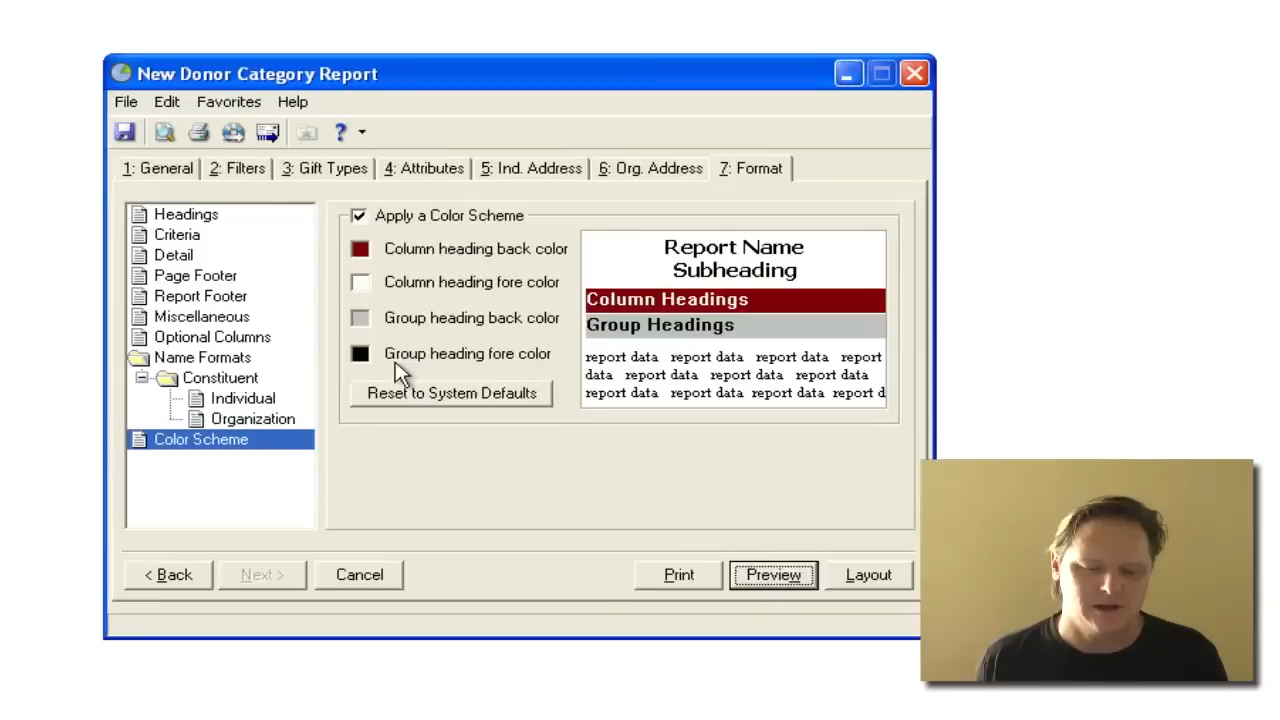 New Donor Category Report
File Edit Favorites Help
?
1: General 2: Filters 3: Gift Types 4: Attributes 5: Ind. Address 6: Org. Address 7: Format
Headings
Criteria
Detail
Page Footer
Report Footer
Miscellaneous
Optional Columns
Name Formats
Constituent
Individual
Organization
Color Scheme
Apply a Color Scheme
Column heading back color
Column heading fore color
Group heading back color
Group heading fore color
Reset to System Defaults
Report Name
Subheading
Column Headings
Group Headings
report data report data report data report
data report data report data report data
report data report data report data report d
< Back Next > Cancel Print Preview Layout